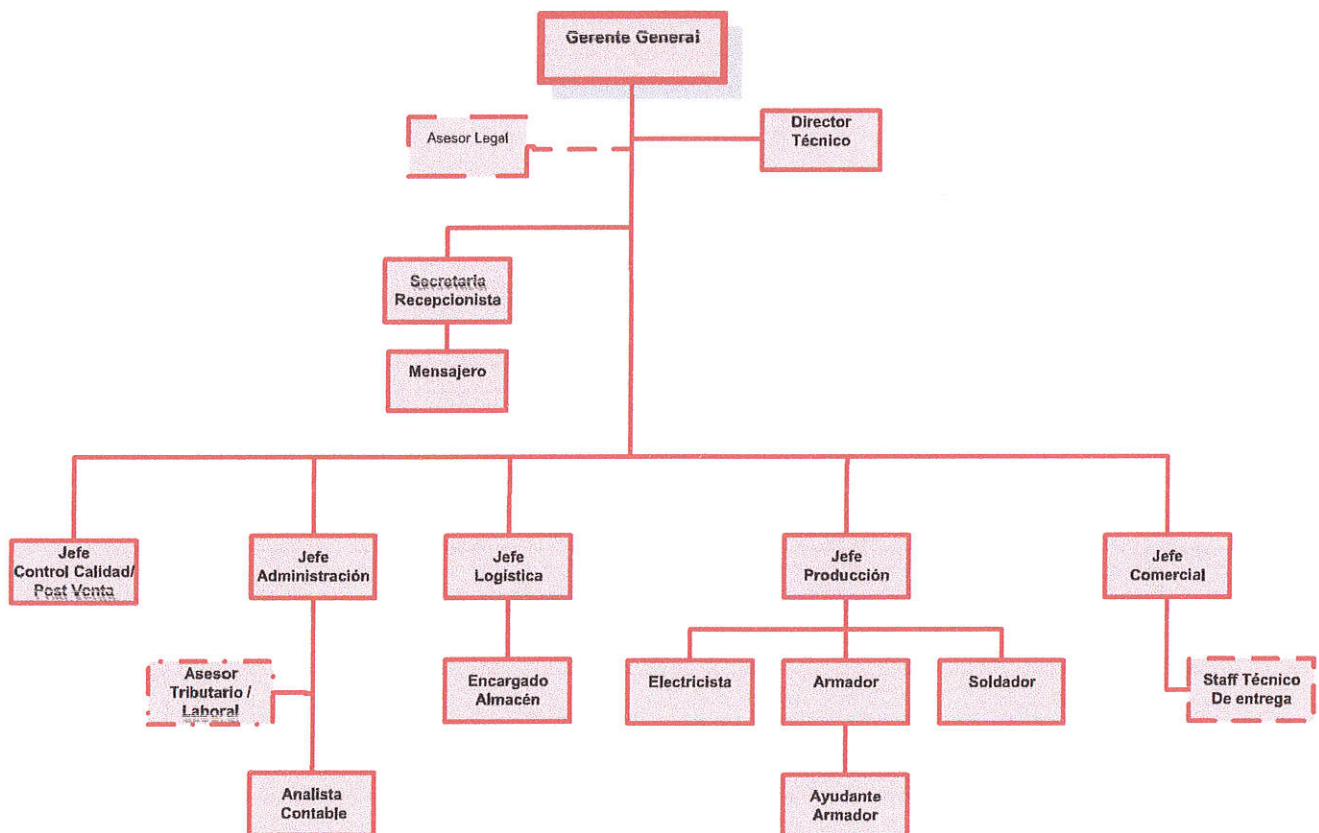 Gerente General
Asesor Legal
Director
Técnico
Secretaria
Recepcionista
Mensajero
Jefe
Control Calidad/
Post Venta
Jefe
Administración
Jefe
Logística
Jefe
Producción
Jefe
Comercial
Asesor
Tributario /
Laboral
Encargado
Almacén
Electricista
Armador
Soldador
Staff Técnico
De entrega
Analista
Contable
Ayudante
Armador